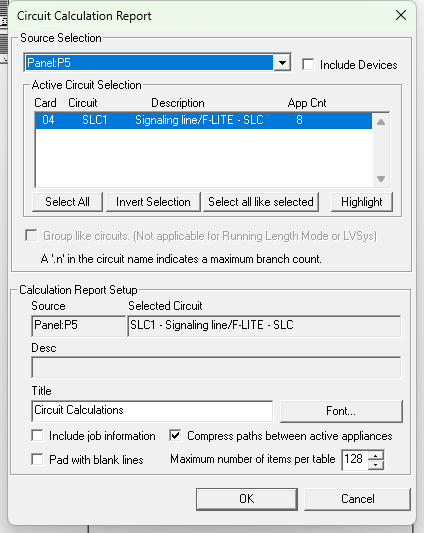 Circuit Calculation Report
Source Selection
Panel:P5
Include Devices
Active Circuit Selection
Card Circuit Description App Cnt
04 SLC1 Signaling line/F-LITE - SLC 8
Select All Invert Selection Select all like selected Highlight
Group like circuits. (Not applicable for Running Length Mode or LVSys)
A '.n' in the circuit name indicates a maximum branch count.
Calculation Report Setup
Source Selected Circuit
Panel:P5 SLC1 - Signaling line/F-LITE - SLC
Desc
Title
Circuit Calculations Font...
Include job information Compress paths between active appliances
Pad with blank lines Maximum number of items per table 128
OK Cancel